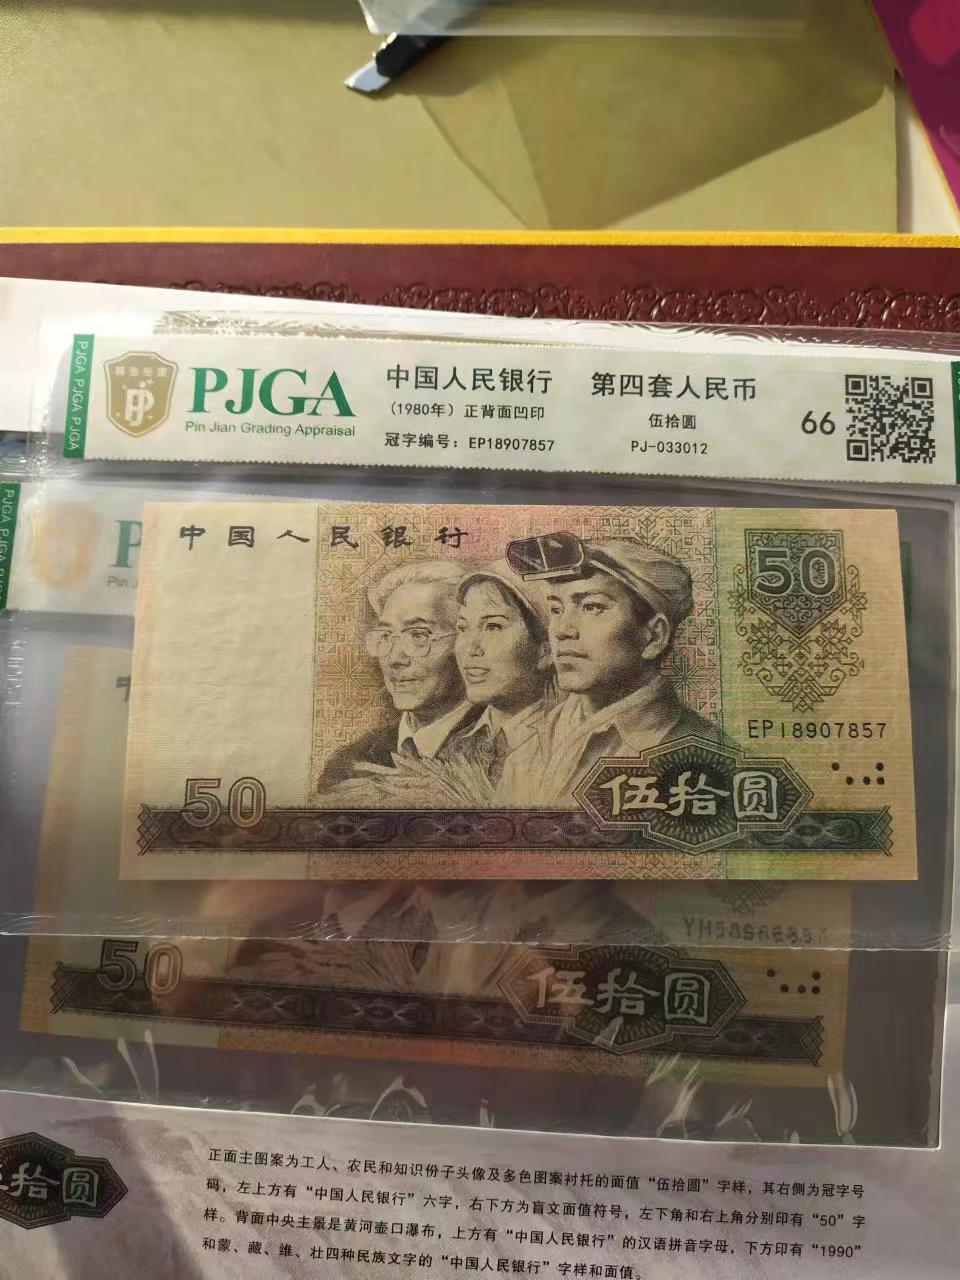 PJGA PJGA PJGA
PJGA
Pin Jian Grading Appraisal
中国人民银行 第四套人民币
(1980年) 正背面凹印 伍拾圆
冠字编号: EP18907857 PJ-033012
66
PJGA PJGA PJGA
P
Pin Ji
中国人民银行
50
EP18907857
50
伍拾圆
50
伍拾圆
拾圆
正面主图案为工人、农民和知识份子头像及多色图案衬托的面值“伍拾圆”字样，其右侧为冠字号
码，左上方有“中国人民银行”六字，右下方为盲文面值符号，左下角和右上角分别印有“50”字
样。背面中央主景是黄河壶口瀑布，上方有“中国人民银行”的汉语拼音字母，下方印有“1990”
和蒙、藏、维、壮四种民族文字的“中国人民银行”字样和面值。